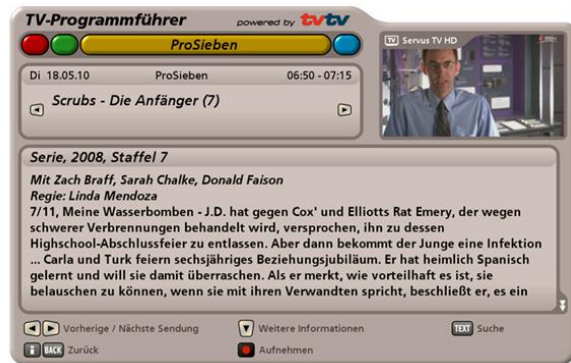 TV-Programmführer
powered by tvtv
ProSieben
TV Servus TV HD
Di 18.05.10 ProSieben 06:50 - 07:15
Scrubs - Die Anfänger (7)
Serie, 2008, Staffel 7
Mit Zach Braff, Sarah Chalke, Donald Faison
Regie: Linda Mendoza
7/11, Meine Wasserbomben - J.D. hat gegen Cox' und Elliotts Rat Emery, der wegen
schwerer Verbrennungen behandelt wird, versprochen, ihn zu dessen
Highschool-Abschlussfeier zu entlassen. Aber dann bekommt der Junge eine Infektion
... Carla und Turk feiern sechsjähriges Beziehungsjubiläum. Er hat heimlich Spanisch
gelernt und will sie damit überraschen. Als er merkt, wie vorteilhaft es ist, sie
belauschen zu können, wenn sie mit ihren Verwandten spricht, beschließt er, es ein
Vorherige / Nächste Sendung
Weitere Informationen
TEXT Suche
i BACK Zurück
Aufnehmen